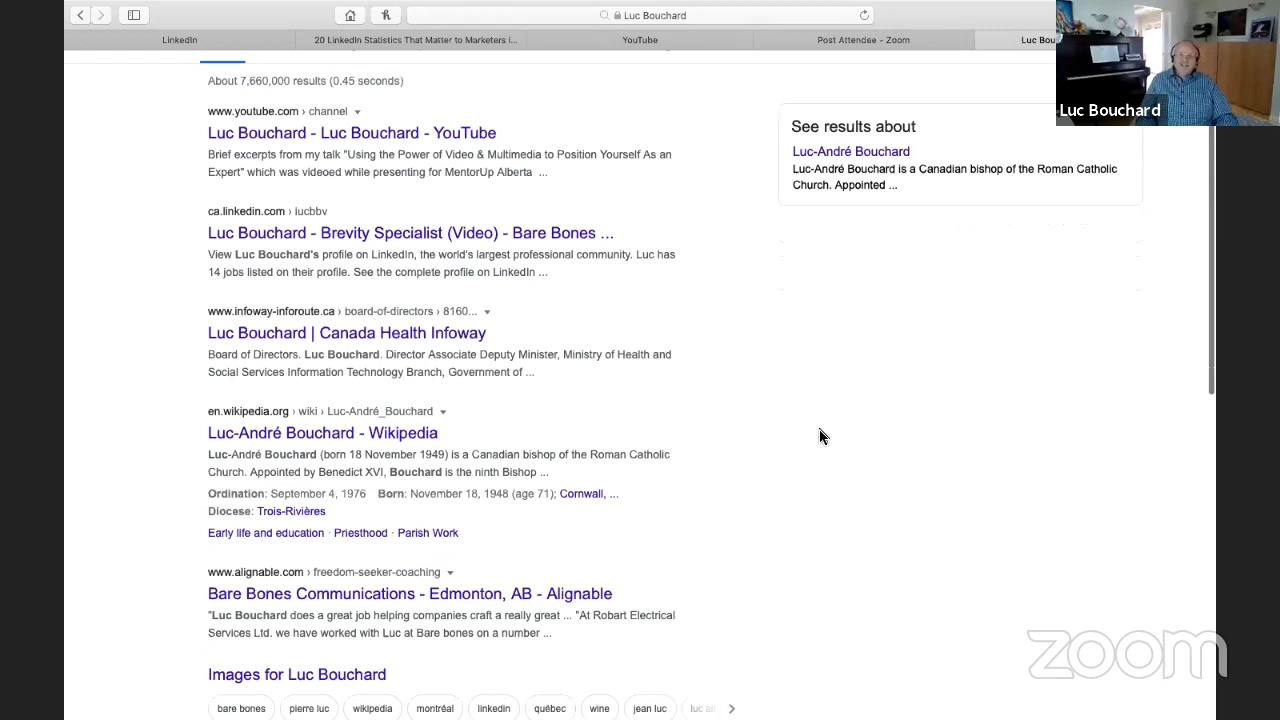 Luc Bouchard
LinkedIn
20 LinkedIn Statistics That Matter to Marketers i...
YouTube
Post Attendee - Zoom
Luc Bou
Luc Bouchard
About 7,660,000 results (0.45 seconds)
www.youtube.com › channel
Luc Bouchard - Luc Bouchard - YouTube
Brief excerpts from my talk "Using the Power of Video & Multimedia to Position Yourself As an
Expert" which was videoed while presenting for MentorUp Alberta ...
ca.linkedin.com › lucbbv
Luc Bouchard - Brevity Specialist (Video) - Bare Bones ...
View Luc Bouchard's profile on LinkedIn, the world's largest professional community. Luc has
14 jobs listed on their profile. See the complete profile on LinkedIn ...
www.infoway-inforoute.ca › board-of-directors › 8160...
Luc Bouchard | Canada Health Infoway
Board of Directors. Luc Bouchard. Director Associate Deputy Minister, Ministry of Health and
Social Services Information Technology Branch, Government of ...
en.wikipedia.org › wiki › Luc-André_Bouchard
Luc-André Bouchard - Wikipedia
Luc-André Bouchard (born 18 November 1949) is a Canadian bishop of the Roman Catholic
Church. Appointed by Benedict XVI, Bouchard is the ninth Bishop ...
Ordination: September 4, 1976 Born: November 18, 1948 (age 71); Cornwall, ...
Diocese: Trois-Rivières
Early life and education · Priesthood · Parish Work
www.alignable.com › freedom-seeker-coaching
Bare Bones Communications - Edmonton, AB - Alignable
"Luc Bouchard does a great job helping companies craft a really great ... "At Robart Electrical
Services Ltd. we have worked with Luc at Bare bones on a number ...
Images for Luc Bouchard
bare bones
pierre luc
wikipedia
montréal
linkedin
québec
wine
jean luc
See results about
Luc-André Bouchard
Luc-André Bouchard is a Canadian bishop of the Roman Catholic
Church. Appointed ...
zoom